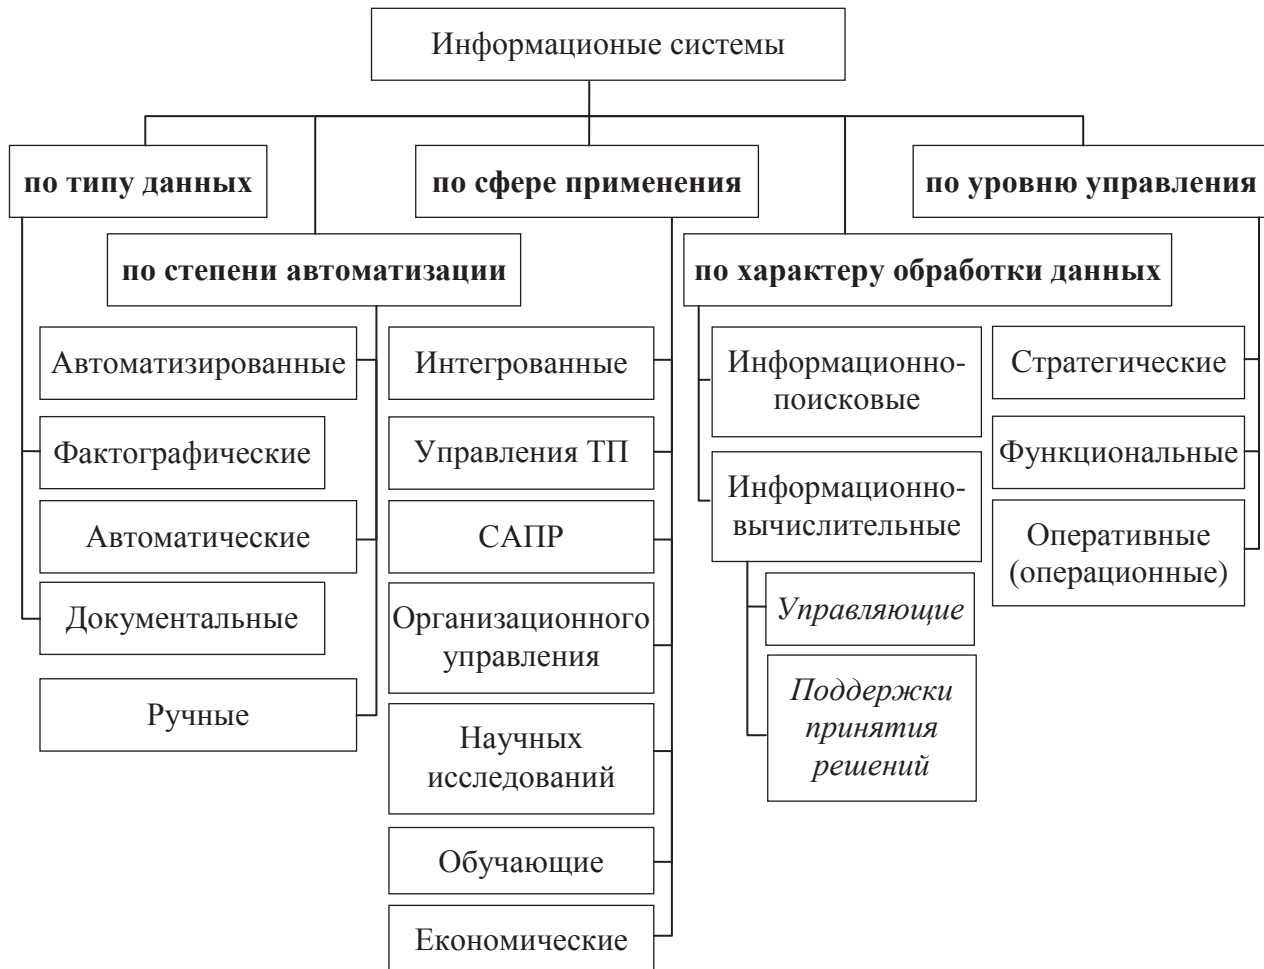 Информационые системы
по типу данных
по сфере применения
по уровню управления
по степени автоматизации
по характеру обработки данных
Автоматизированные
Фактографические
Автоматические
Документальные
Ручные
Интегрованные
Управления ТП
САПР
Организационного
управления
Научных
исследований
Обучающие
Економические
Информационно-
поисковые
Информационно-
вычислительные
Управляющие
Поддержки
принятия
решений
Стратегические
Функциональные
Оперативные
(операционные)